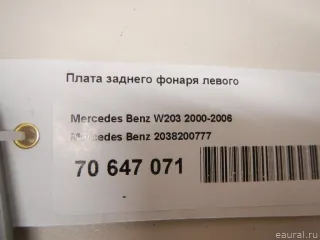 Плата заднего фонаря левого
Mercedes Benz W203 2000-2006
Mercedes Benz 2038200777
70 647 071
eaural.ru